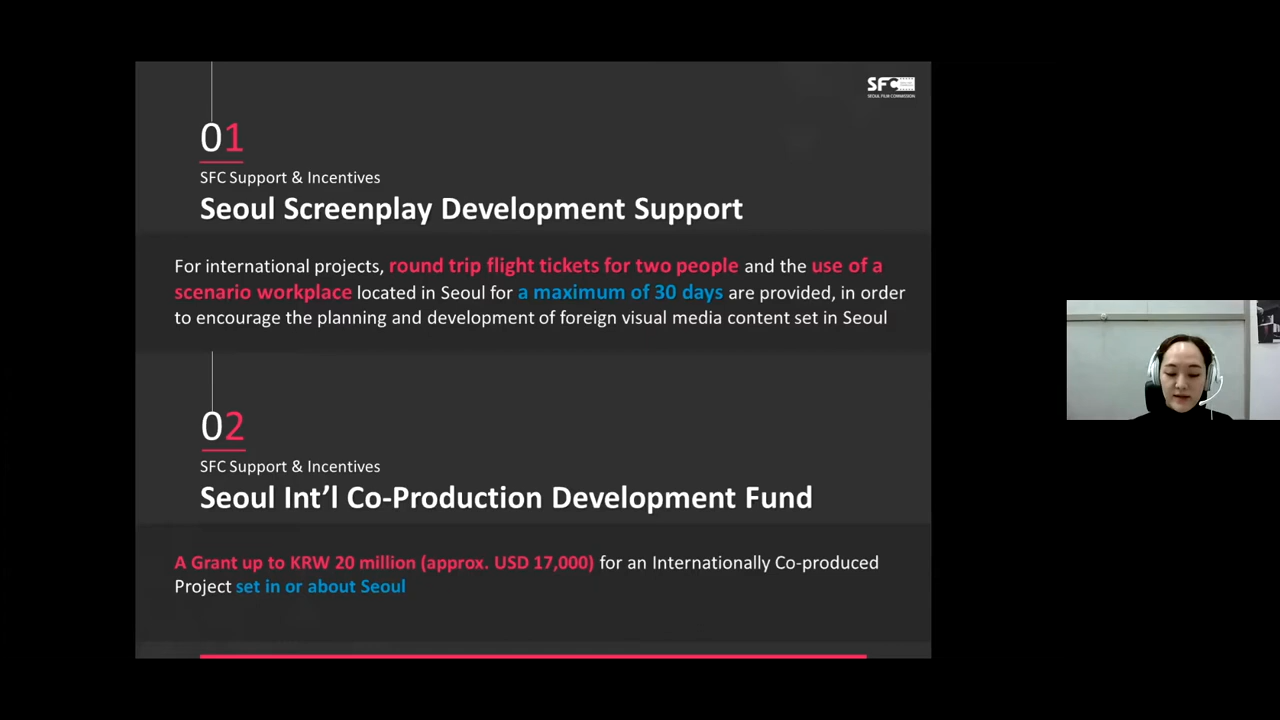 SFC
SEOUL FILM COMMISSION
01
SFC Support & Incentives
Seoul Screenplay Development Support
For international projects, round trip flight tickets for two people and the use of a
scenario workplace located in Seoul for a maximum of 30 days are provided, in order
to encourage the planning and development of foreign visual media content set in Seoul
02
SFC Support & Incentives
Seoul Int’l Co-Production Development Fund
A Grant up to KRW 20 million (approx. USD 17,000) for an Internationally Co-produced
Project set in or about Seoul